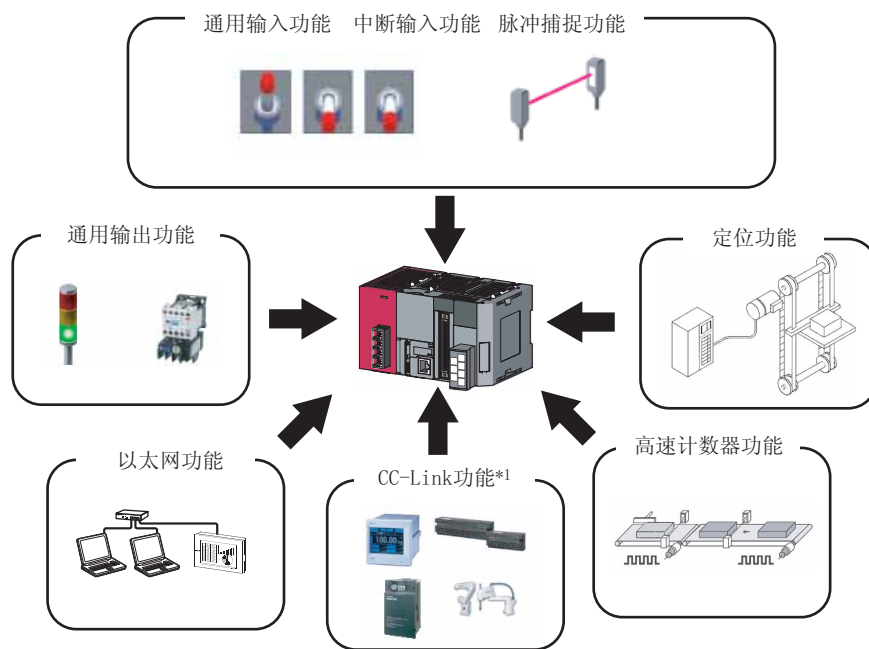 通用输入功能 中断输入功能 脉冲捕捉功能
通用输出功能
定位功能
以太网功能
CC-Link功能*1
高速计数器功能
100.00